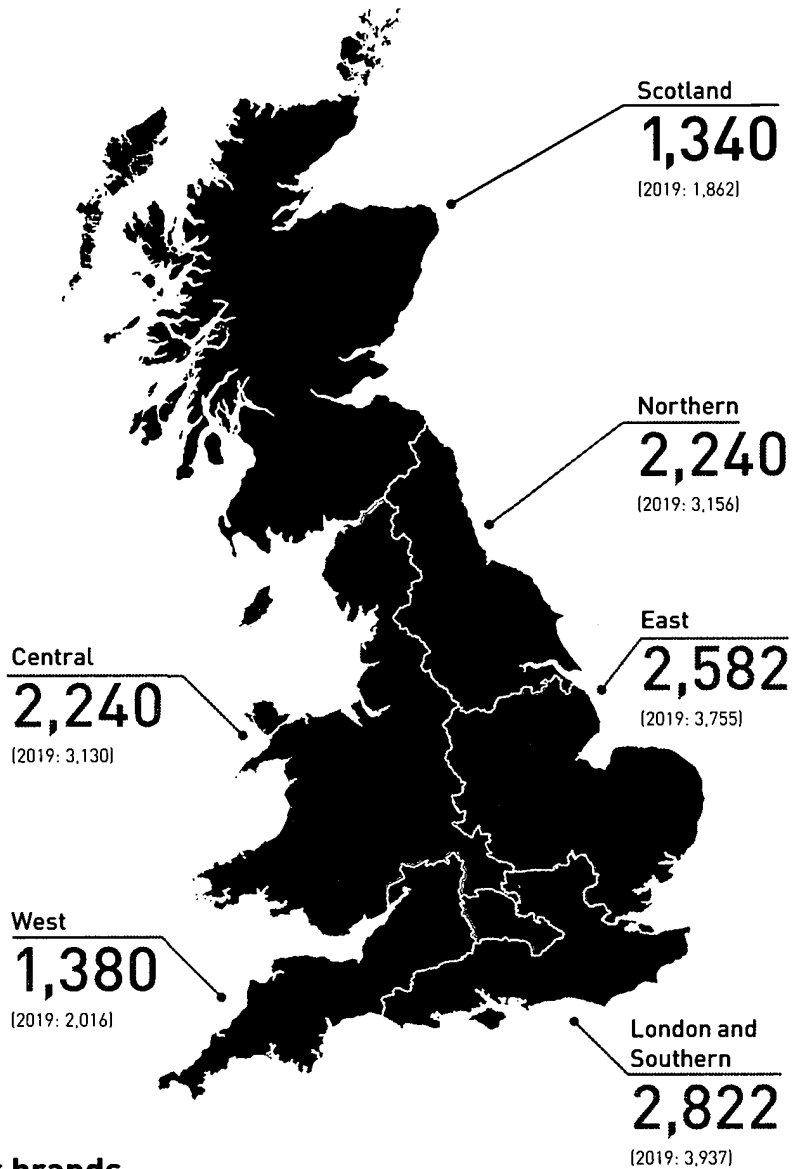 Scotland
1,340
(2019: 1,862)
Northern
2,240
(2019: 3,156)
East
2,582
(2019: 3,755)
Central
2,240
(2019: 3,130)
West
1,380
(2019: 2,016)
London and
Southern
2,822
(2019: 3,937)
brands